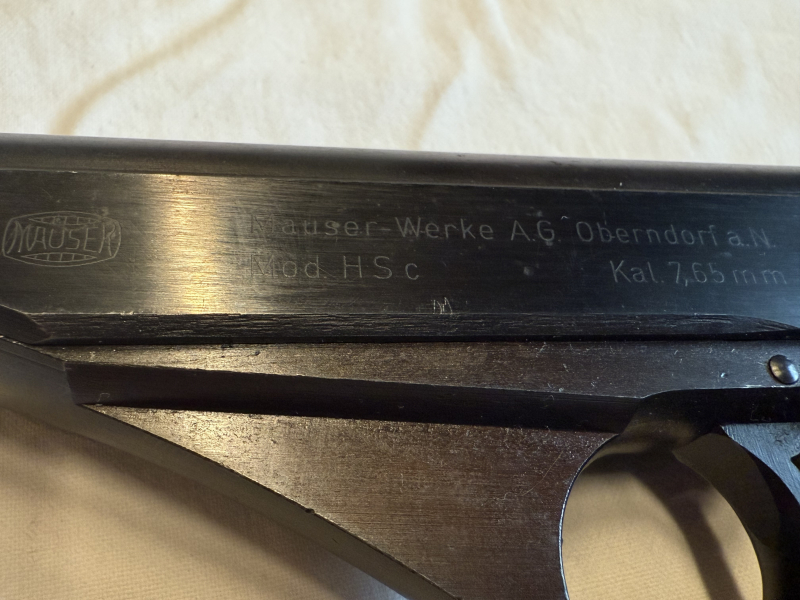 MAUSER
Mauser-Werke A.G. Oberndorf a.N.
Mod. HSc Kal. 7,65 mm
M